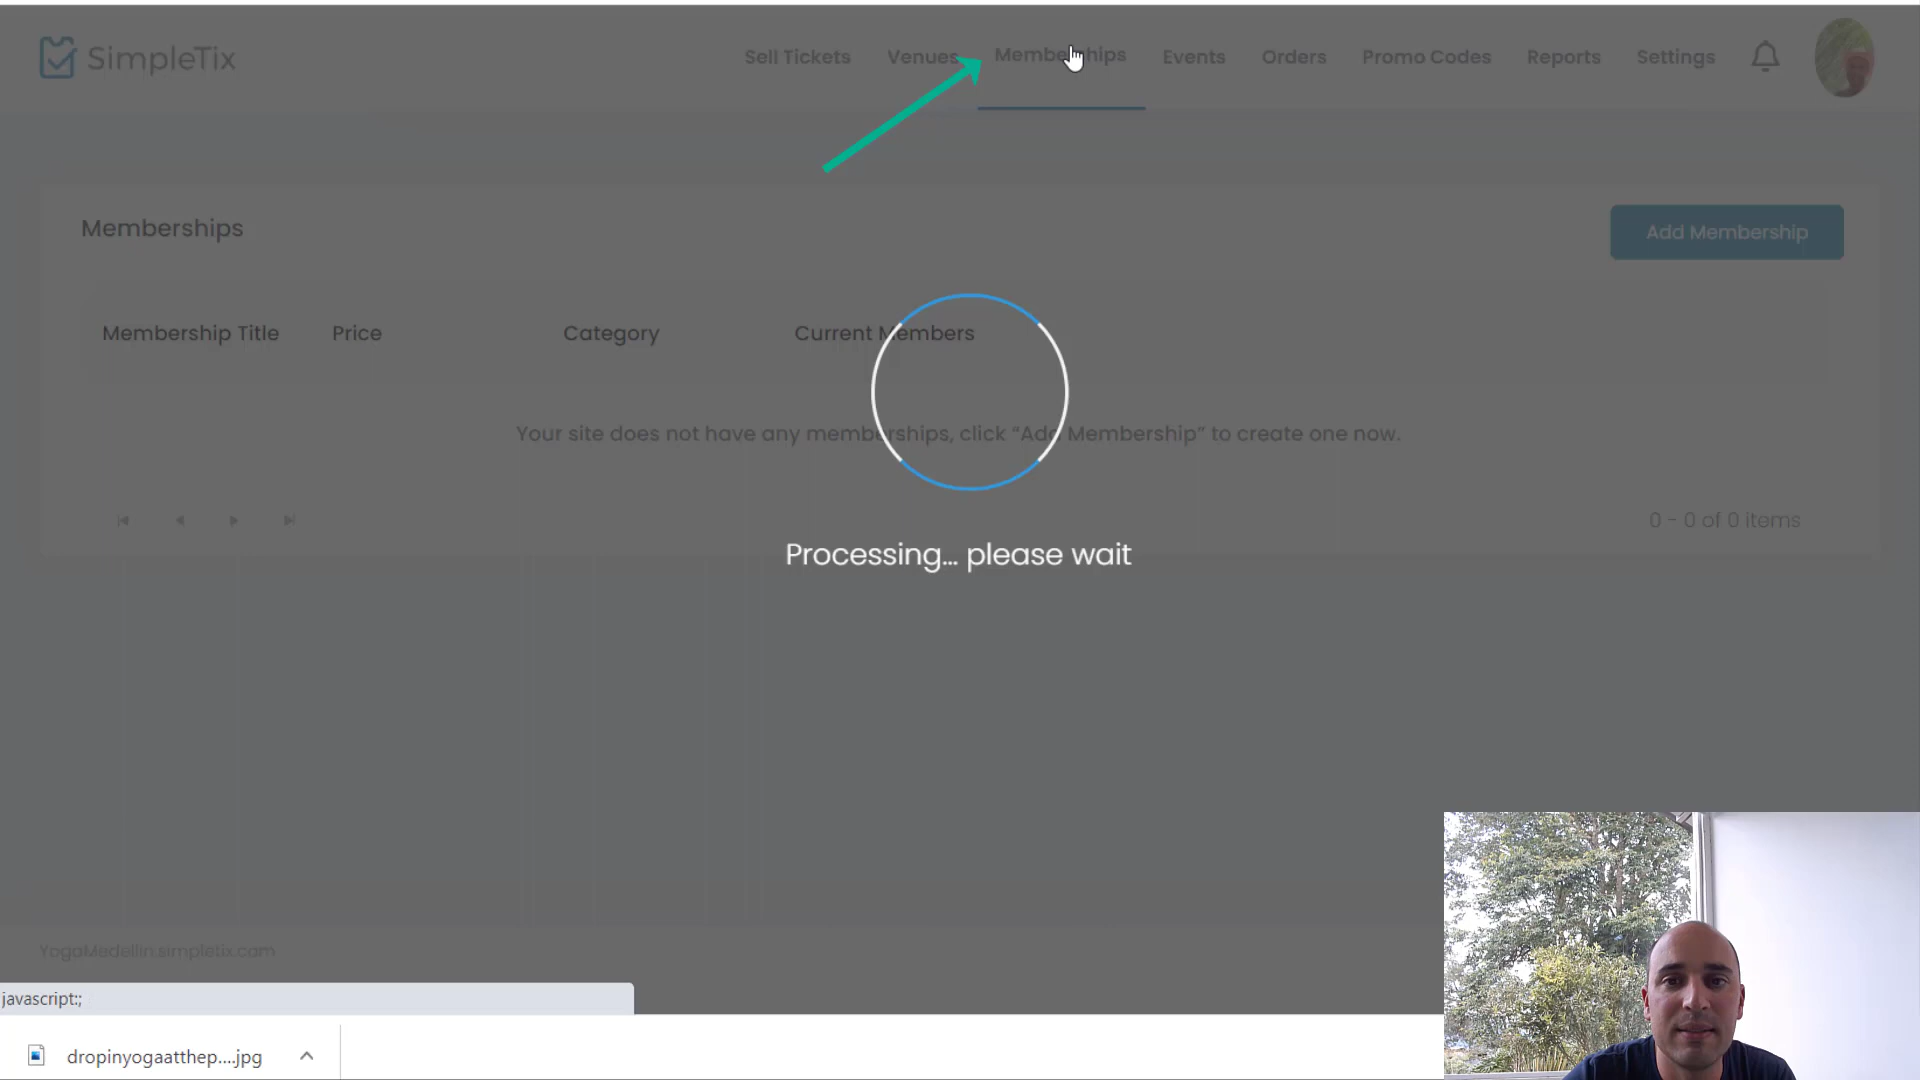 SimpleTix
Sell Tickets Venues Memberships Events Orders Promo Codes Reports Settings
Memberships
Add Membership
Membership Title Price Category Current Members
Your site does not have any memberships, click “Add Membership” to create one now.
0 - 0 of 0 items
Processing... please wait
YogaMedellin.simpletix.com
javascript:;
dropinyogaatthep....jpg